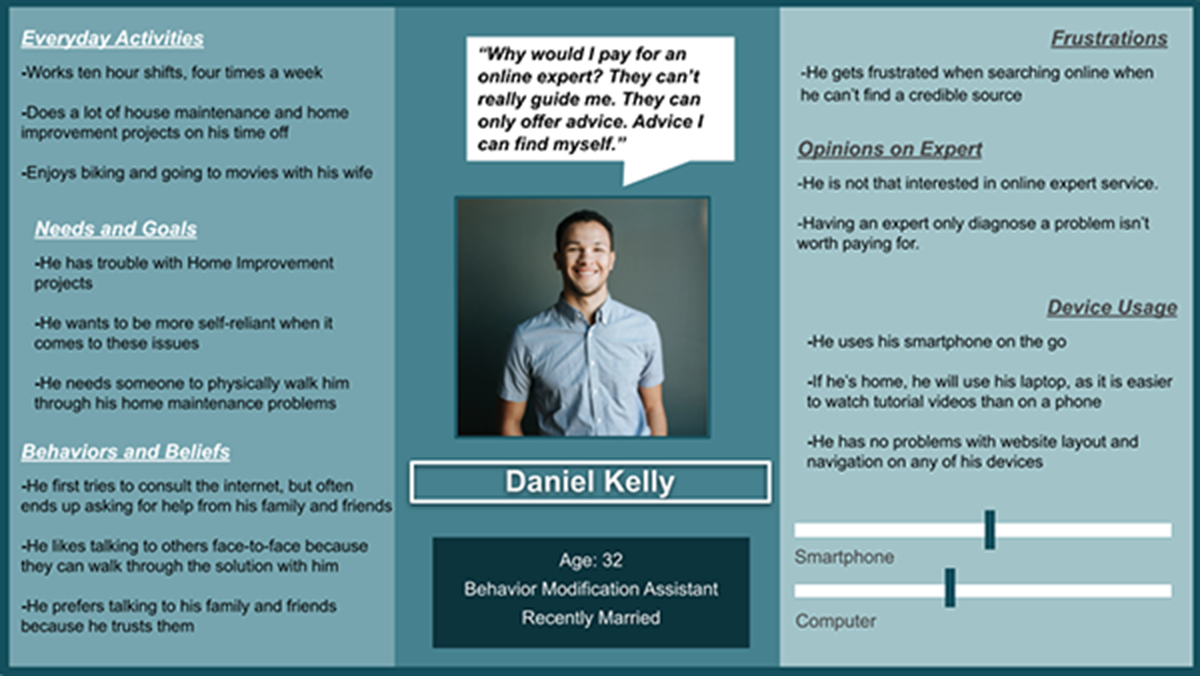 Everyday Activities
-Works ten hour shifts, four times a week
-Does a lot of house maintenance and home
improvement projects on his time off
-Enjoys biking and going to movies with his wife
Needs and Goals
-He has trouble with Home Improvement
projects
-He wants to be more self-reliant when it
comes to these issues
-He needs someone to physically walk him
through his home maintenance problems
Behaviors and Beliefs
-He first tries to consult the internet, but often
ends up asking for help from his family and friends
-He likes talking to others face-to-face because
they can walk through the solution with him
-He prefers talking to his family and friends
because he trusts them
“Why would I pay for an
online expert? They can’t
really guide me. They can
only offer advice. Advice I
can find myself.”
Daniel Kelly
Age: 32
Behavior Modification Assistant
Recently Married
Frustrations
-He gets frustrated when searching online when
he can’t find a credible source
Opinions on Expert
-He is not that interested in online expert service.
-Having an expert only diagnose a problem isn’t
worth paying for.
Device Usage
-He uses his smartphone on the go
-If he’s home, he will use his laptop, as it is easier
to watch tutorial videos than on a phone
-He has no problems with website layout and
navigation on any of his devices
Smartphone
Computer